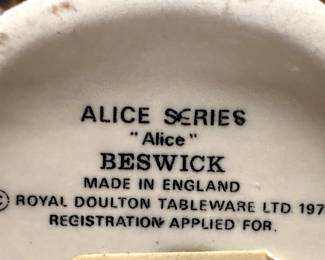 ALICE SERIES
"Alice"
BESWICK
MADE IN ENGLAND
© ROYAL DOULTON TABLEWARE LTD. 197
REGISTRATION APPLIED FOR.